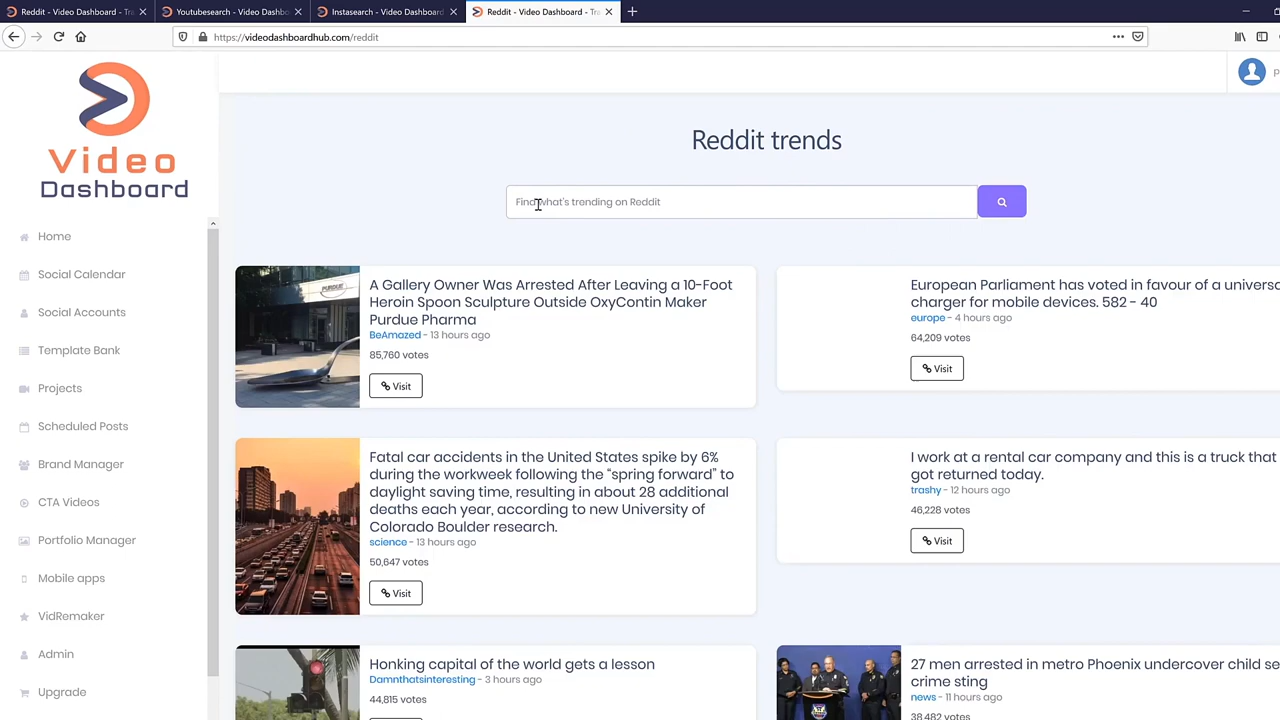 Reddit - Video Dashboard - Tra
Youtubesearch - Video Dashbo
Instasearch - Video Dashboard
Reddit - Video Dashboard - Tra
https://videodashboardhub.com/reddit
p
Video
Dashboard
Home
Social Calendar
Social Accounts
Template Bank
Projects
Scheduled Posts
Brand Manager
CTA Videos
Portfolio Manager
Mobile apps
VidRemaker
Admin
Upgrade
Reddit trends
Find what's trending on Reddit
A Gallery Owner Was Arrested After Leaving a 10-Foot
Heroin Spoon Sculpture Outside OxyContin Maker
Purdue Pharma
BeAmazed - 13 hours ago
85,760 votes
Visit
European Parliament has voted in favour of a universa
charger for mobile devices. 582 - 40
europe - 4 hours ago
64,209 votes
Visit
Fatal car accidents in the United States spike by 6%
during the workweek following the “spring forward” to
daylight saving time, resulting in about 28 additional
deaths each year, according to new University of
Colorado Boulder research.
science - 13 hours ago
50,647 votes
Visit
I work at a rental car company and this is a truck that
got returned today.
trashy - 12 hours ago
46,228 votes
Visit
Honking capital of the world gets a lesson
Damnthatsinteresting - 3 hours ago
44,815 votes
27 men arrested in metro Phoenix undercover child se
crime sting
news - 11 hours ago
38,482 votes